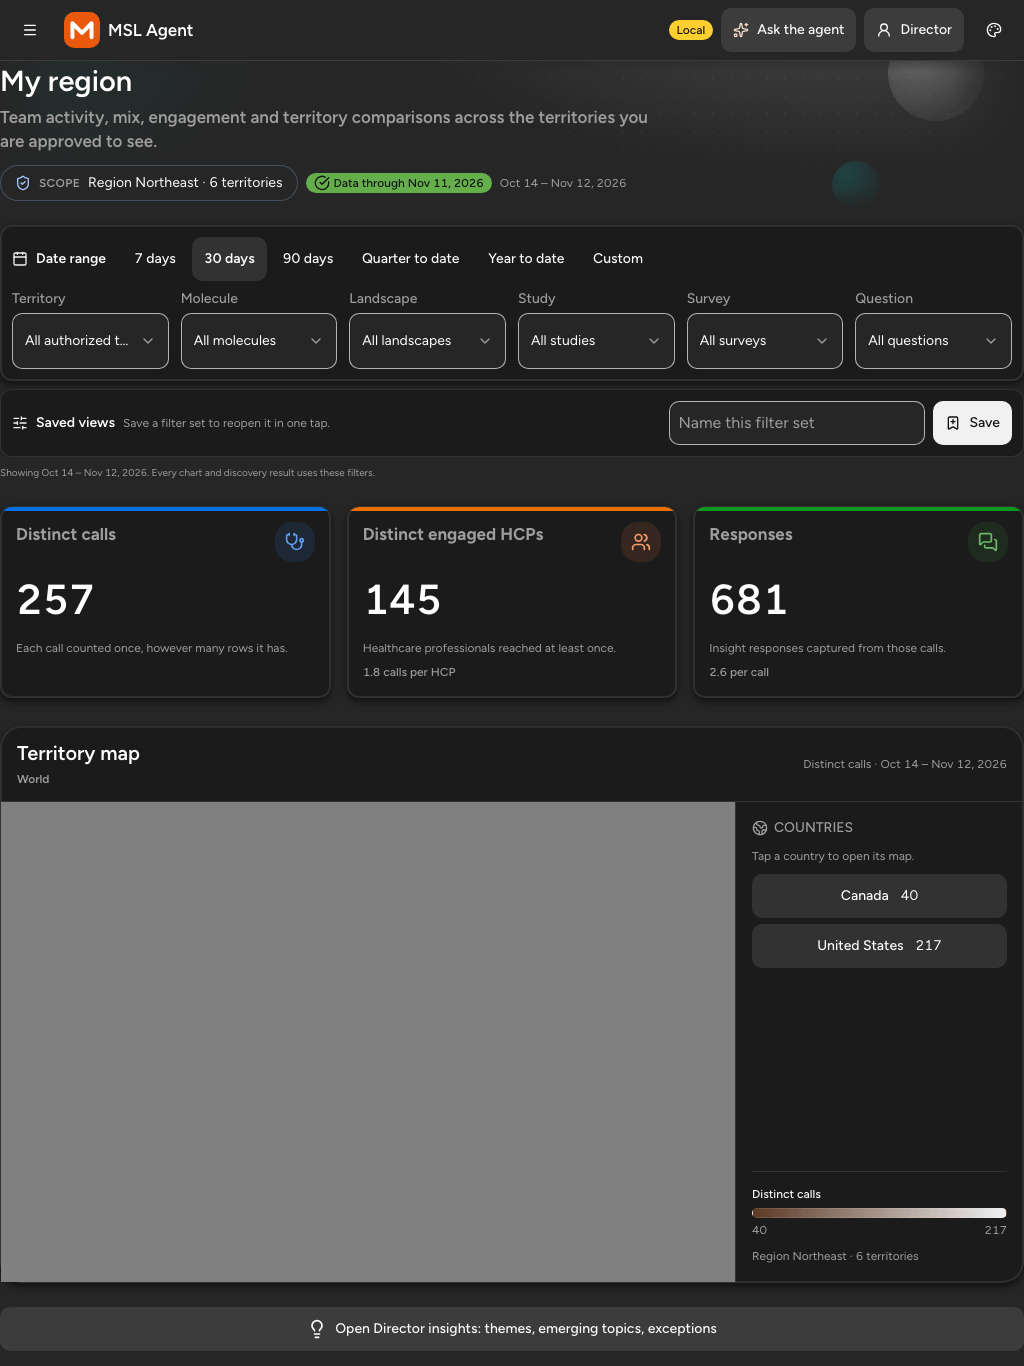 MSL Agent
Local
Ask the agent
Director
My region
Team activity, mix, engagement and territory comparisons across the territories you
are approved to see.
SCOPE Region Northeast · 6 territories
Data through Nov 11, 2026
Oct 14 – Nov 12, 2026
Date range
7 days
30 days
90 days
Quarter to date
Year to date
Custom
Territory
Molecule
Landscape
Study
Survey
Question
All authorized t...
All molecules
All landscapes
All studies
All surveys
All questions
Saved views
Save a filter set to reopen it in one tap.
Name this filter set
Save
Showing Oct 14 – Nov 12, 2026. Every chart and discovery result uses these filters.
Distinct calls
257
Each call counted once, however many rows it has.
Distinct engaged HCPs
145
Healthcare professionals reached at least once.
1.8 calls per HCP
Responses
681
Insight responses captured from those calls.
2.6 per call
Territory map
World
Distinct calls · Oct 14 – Nov 12, 2026
COUNTRIES
Tap a country to open its map.
Canada 40
United States 217
Distinct calls
40 217
Region Northeast · 6 territories
Open Director insights: themes, emerging topics, exceptions